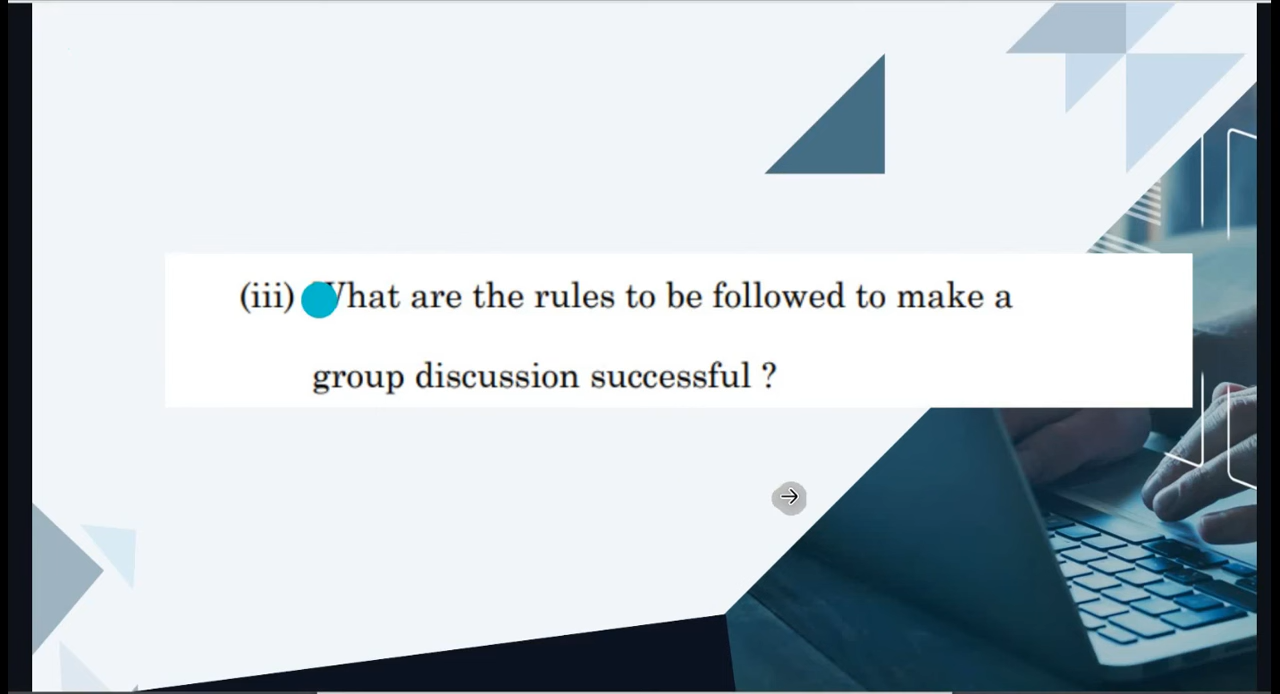 (iii) What are the rules to be followed to make a
group discussion successful ?